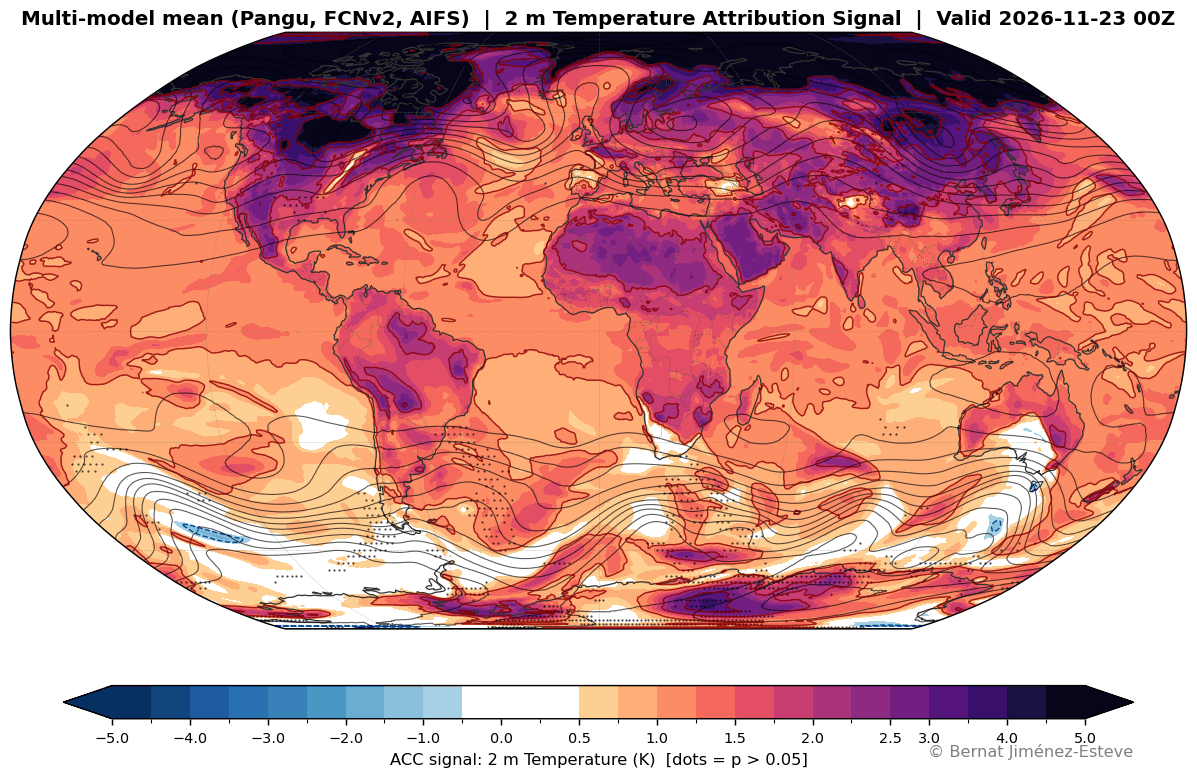 Multi-model mean (Pangu, FCNv2, AIFS)  |  2 m Temperature Attribution Signal  |  Valid 2026-11-23 00Z
−5.0 −4.0 −3.0 −2.0 −1.0 0.0 0.5 1.0 1.5 2.0 2.5 3.0 4.0 5.0
© Bernat Jiménez-Esteve
ACC signal: 2 m Temperature (K)  [dots = p > 0.05]